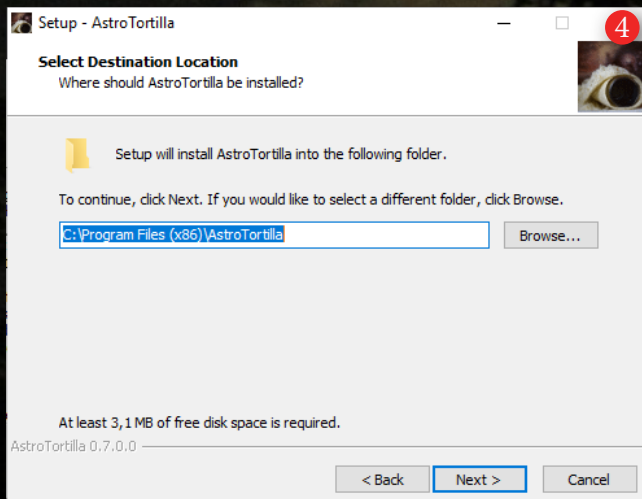 Setup - AstroTortilla
4
Select Destination Location
Where should AstroTortilla be installed?
Setup will install AstroTortilla into the following folder.
To continue, click Next. If you would like to select a different folder, click Browse.
C:\Program Files (x86)\AstroTortilla
Browse...
At least 3,1 MB of free disk space is required.
AstroTortilla 0.7.0.0
< Back
Next >
Cancel